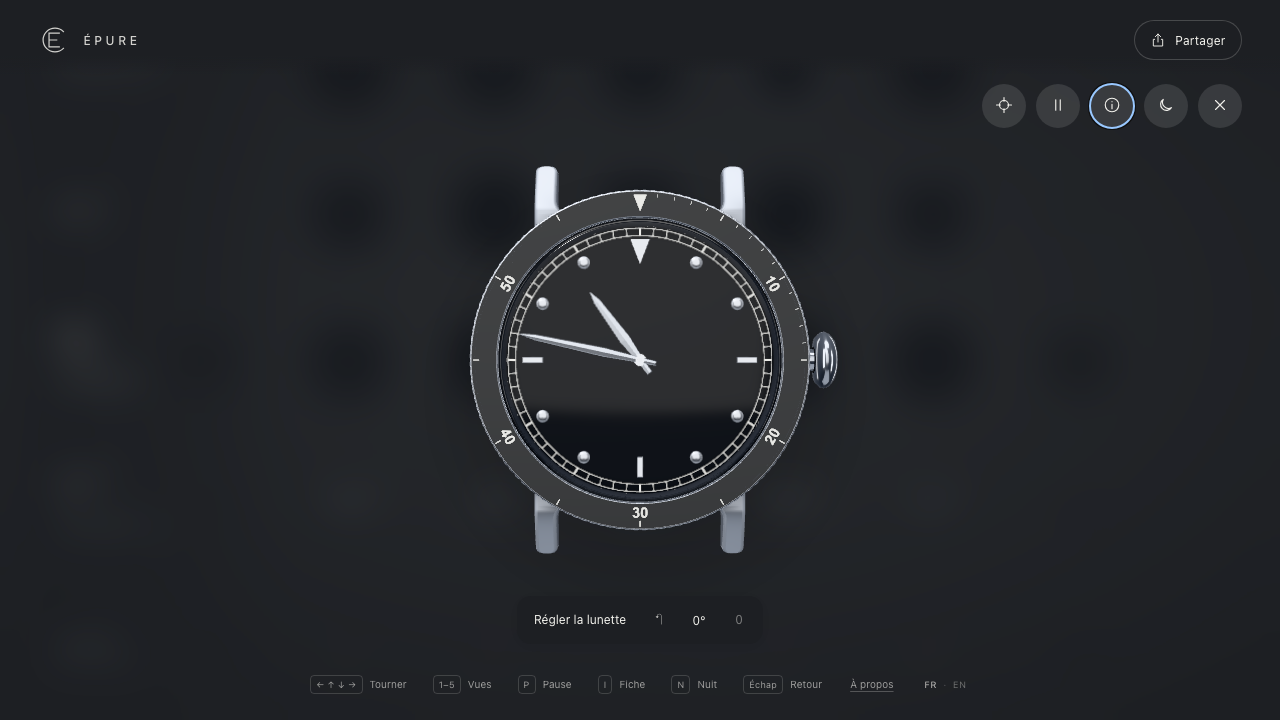 ÉPURE
Partager
50
10
40
20
30
Régler la lunette 0° 0
← ↑ ↓ → Tourner 1–5 Vues P Pause I Fiche N Nuit Échap Retour À propos FR · EN